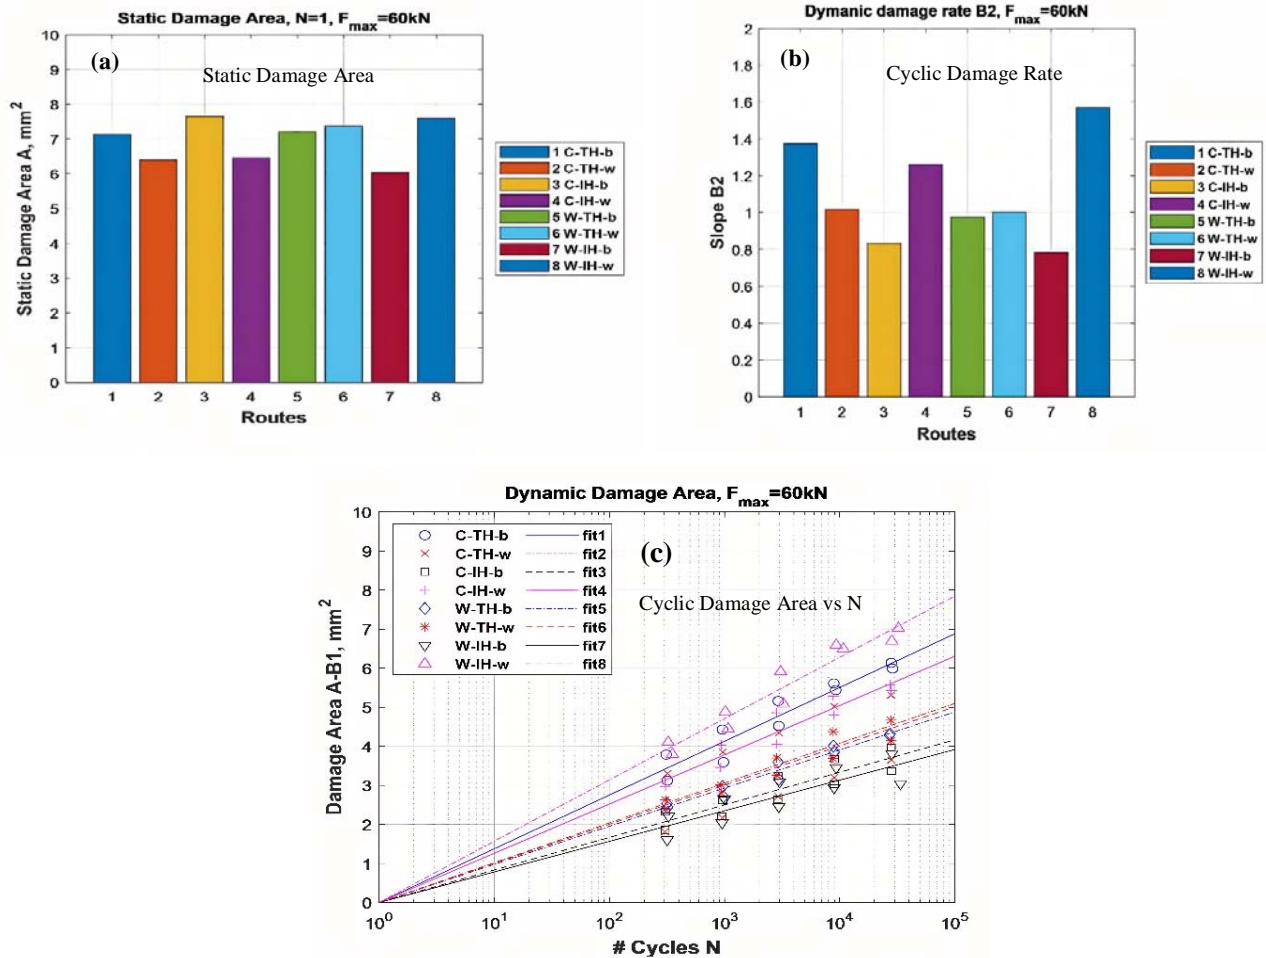 Static Damage Area, N=1, Fmax=60kN
(a)
Static Damage Area
Static Damage Area A, mm2
10
9
8
7
6
5
4
3
2
1
0
1 2 3 4 5 6 7 8
Routes
1 C-TH-b
2 C-TH-w
3 C-IH-b
4 C-IH-w
5 W-TH-b
6 W-TH-w
7 W-IH-b
8 W-IH-w
Dymanic damage rate B2, Fmax=60kN
(b)
Cyclic Damage Rate
Slope B2
2
1.8
1.6
1.4
1.2
1
0.8
0.6
0.4
0.2
0
1 2 3 4 5 6 7 8
Routes
1 C-TH-b
2 C-TH-w
3 C-IH-b
4 C-IH-w
5 W-TH-b
6 W-TH-w
7 W-IH-b
8 W-IH-w
Dynamic Damage Area, Fmax=60kN
(c)
Cyclic Damage Area vs N
C-TH-b fit1
C-TH-w fit2
C-IH-b fit3
C-IH-w fit4
W-TH-b fit5
W-TH-w fit6
W-IH-b fit7
W-IH-w fit8
Damage Area A-B1, mm2
10
9
8
7
6
5
4
3
2
1
0
10^0 10^1 10^2 10^3 10^4 10^5
# Cycles N